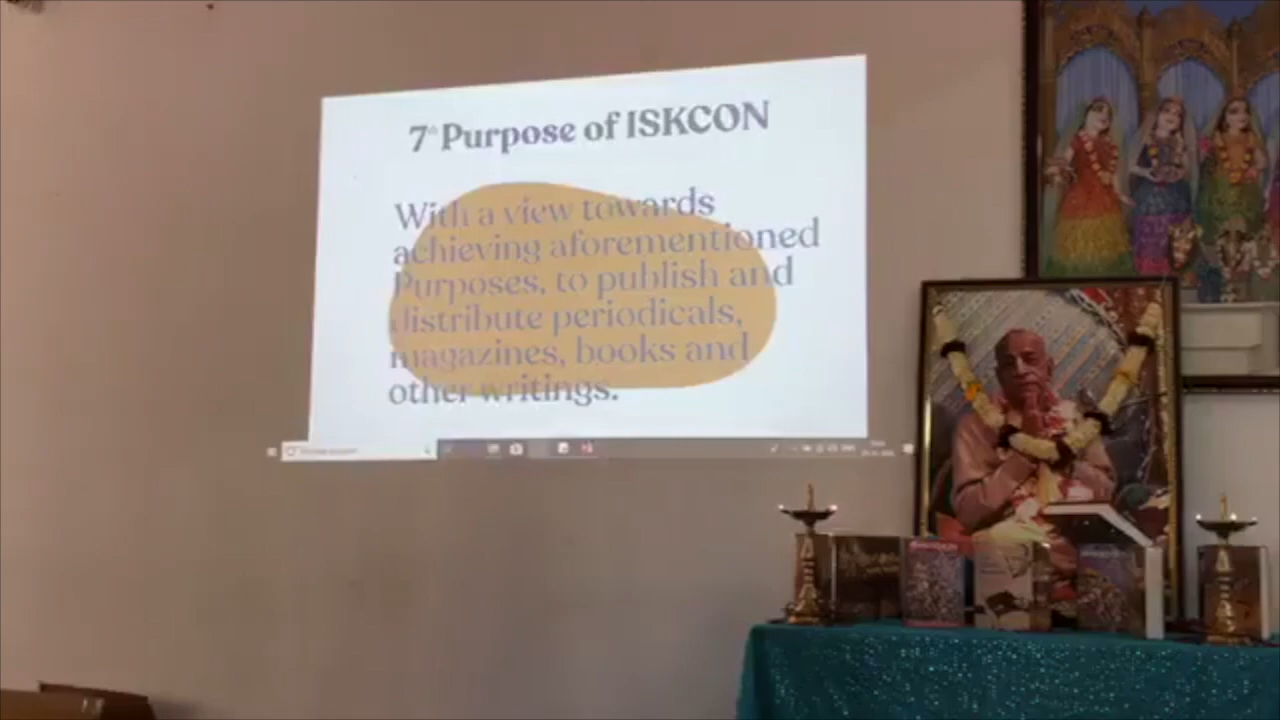 7th Purpose of ISKCON
With a view towards
achieving aforementioned
Purposes, to publish and
distribute periodicals,
magazines, books and
other writings.